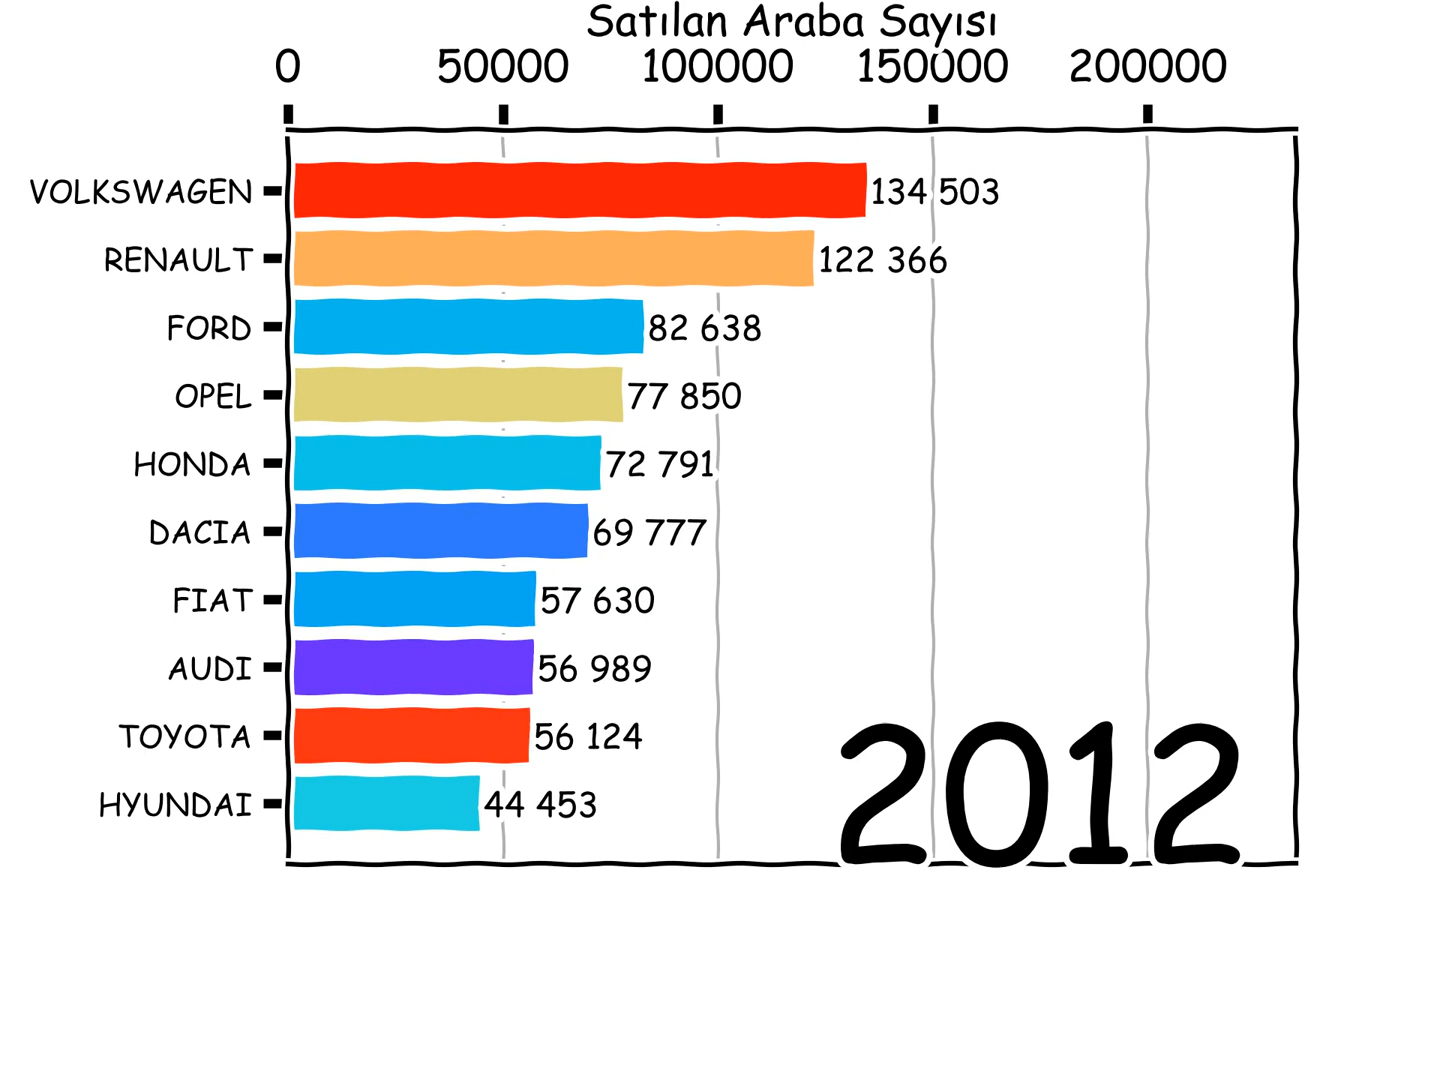 Satılan Araba Sayısı
0 50000 100000 150000 200000
VOLKSWAGEN 134 503
RENAULT 122 366
FORD 82 638
OPEL 77 850
HONDA 72 791
DACIA 69 777
FIAT 57 630
AUDI 56 989
TOYOTA 56 124
HYUNDAI 44 453
2012